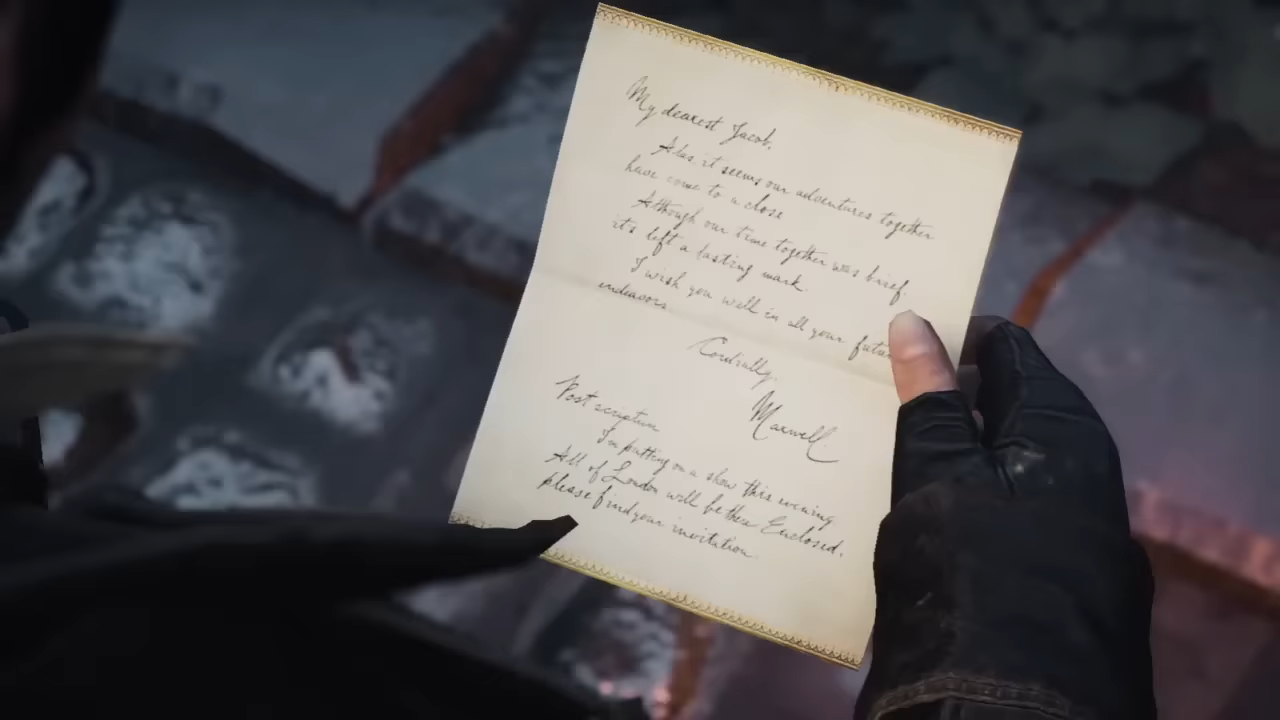 My dearest Jacob,
Alas, it seems our adventures together
have come to a close
Although our time together was brief,
it's left a lasting mark.
I wish you well in all your futu
endeavors
Cordially,
Maxwell
Post scriptum
I'm putting on a show this evening
All of London will be there Enclosed,
please find your invitation.